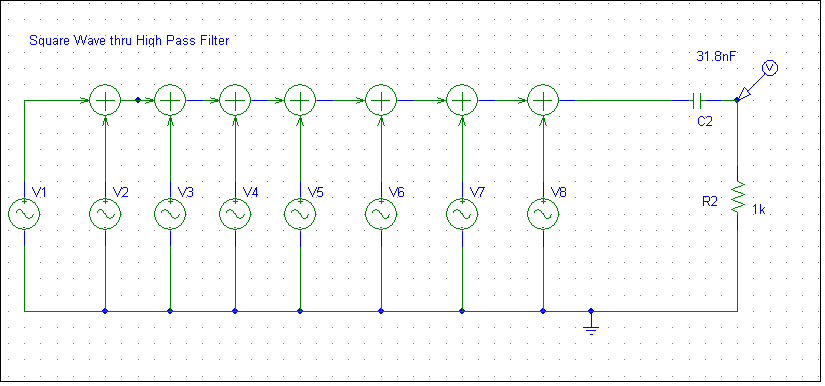 Square Wave thru High Pass Filter
31.8nF
V
C2
V1
V2
V3
V4
V5
V6
V7
V8
R2
1k